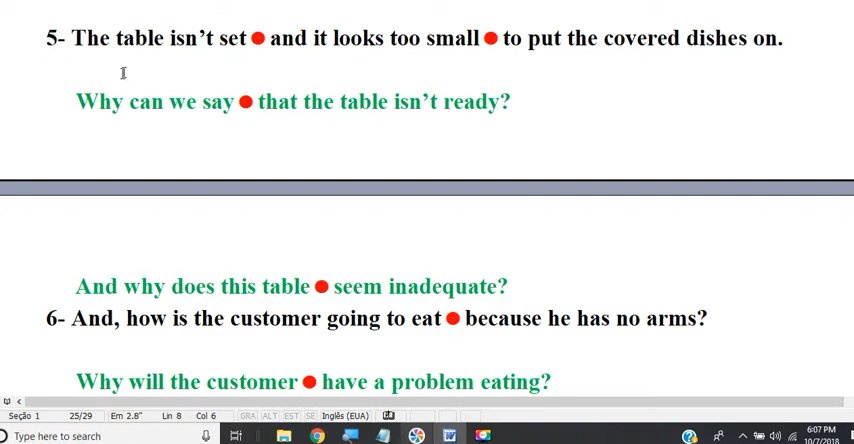 5- The table isn’t set ● and it looks too small ● to put the covered dishes on.
Why can we say ● that the table isn’t ready?
And why does this table ● seem inadequate?
6- And, how is the customer going to eat ● because he has no arms?
Why will the customer ● have a problem eating?
Seção 1 25/29 Em 2.8" Lin 8 Col 6 GRA ALT EST SE Inglês (EUA)
6:07 PM
Type here to search
10/7/2018